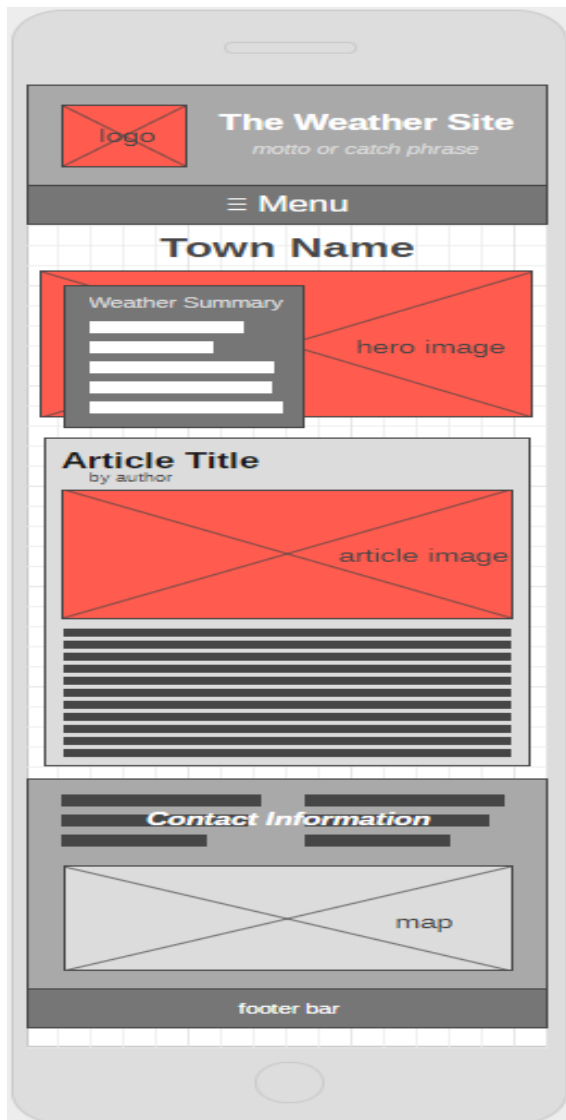 logo
The Weather Site
motto or catch phrase
≡ Menu
Town Name
Weather Summary
hero image
Article Title
by author
article image
Contact Information
map
footer bar